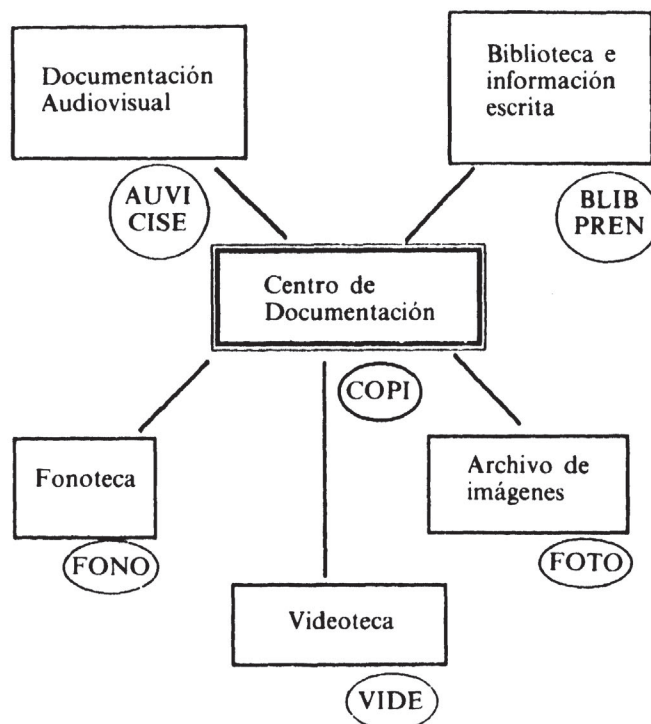 Documentación
Audiovisual
Biblioteca e
información
escrita
AUVI
CISE
BLIB
PREN
Centro de
Documentación
COPI
Fonoteca
Archivo de
imágenes
FONO
FOTO
Videoteca
VIDE